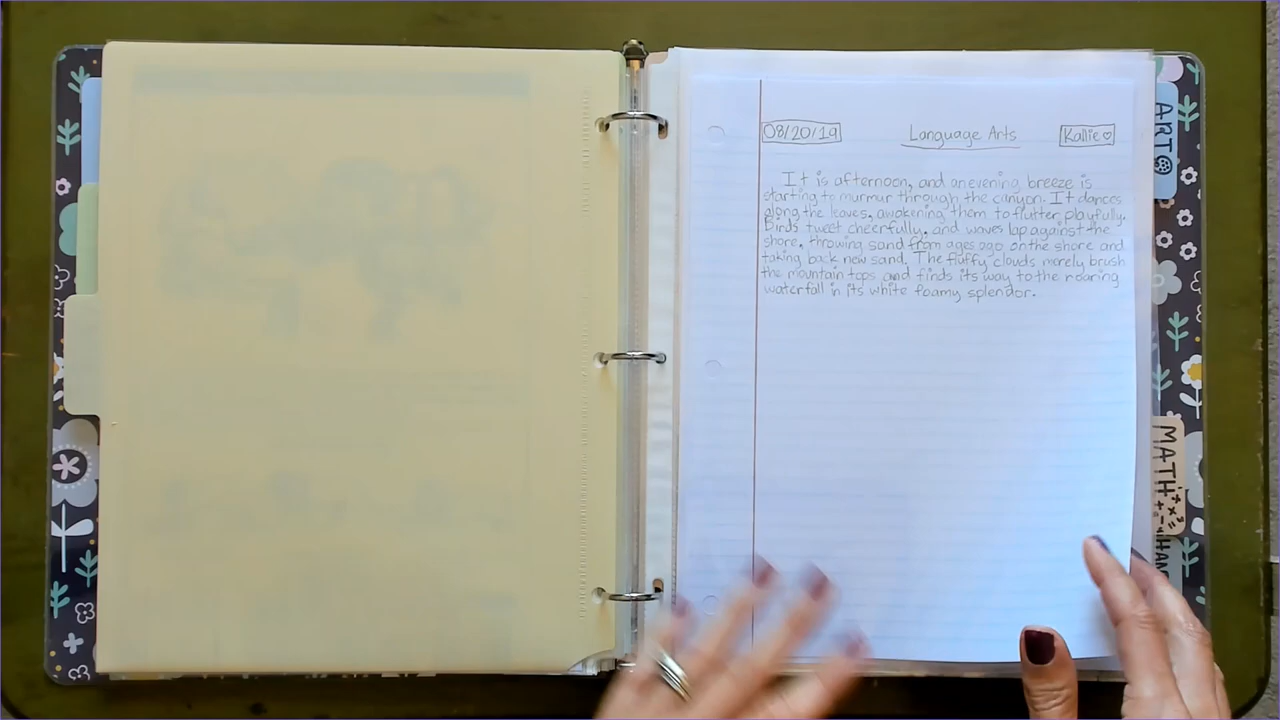 08/20/19 Language Arts Kallie♡
It is afternoon, and an evening breeze is
starting to murmur through the canyon. It dances
along the leaves, awakening them to flutter playfully.
Birds tweet cheerfully, and waves lap against the
shore, throwing sand from ages ago on the shore and
taking back new sand. The fluffy clouds merely brush
the mountain tops and finds its way to the roaring
waterfall in its white foamy splendor.
ART
MATH
HAN